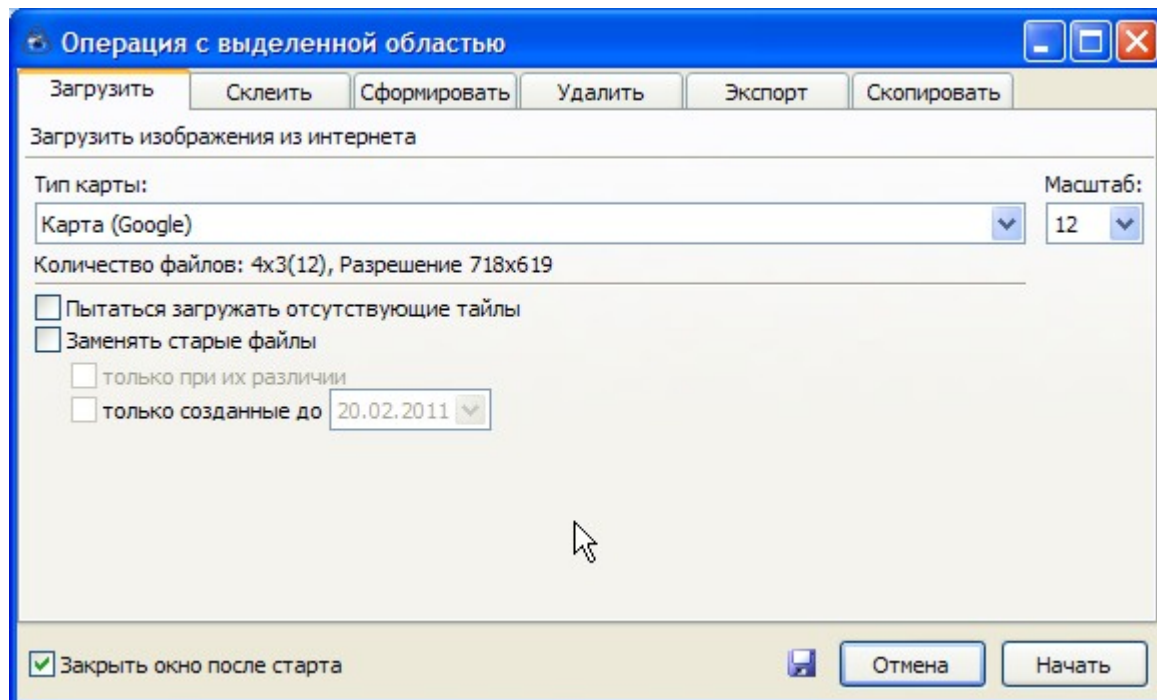 Операция с выделенной областью
Загрузить Склеить Сформировать Удалить Экспорт Скопировать
Загрузить изображения из интернета
Тип карты: Масштаб:
Карта (Google) 12
Количество файлов: 4x3(12), Разрешение 718x619
Пытаться загружать отсутствующие тайлы
Заменять старые файлы
только при их различии
только созданные до 20.02.2011
Закрыть окно после старта Отмена Начать